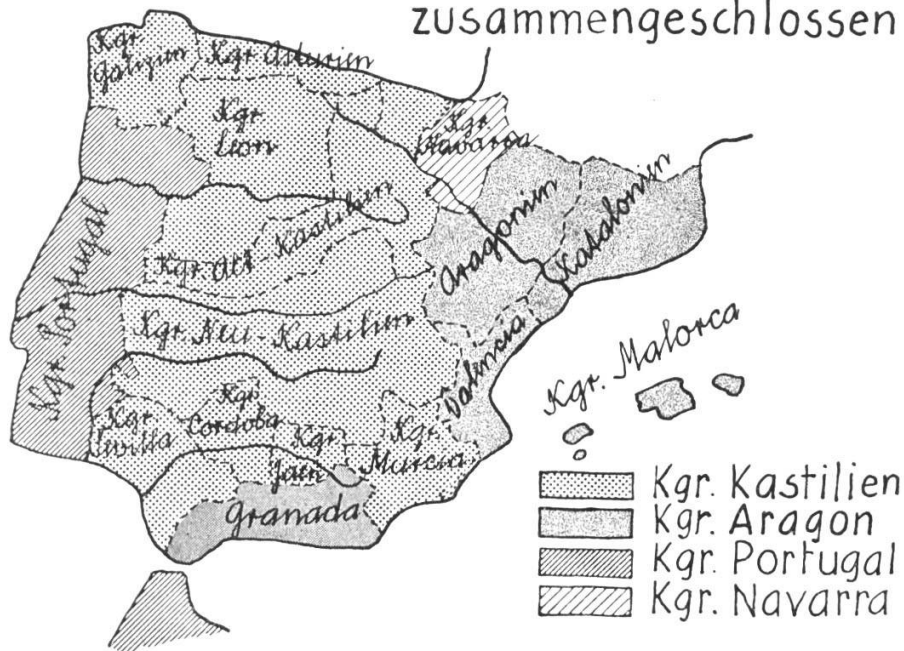 zusammengeschlossen
Kgr.
Galizien
Kgr Asturien
Kgr
Leon
Kgr
Navarra
Kgr. Alt-Kastilien
Aragonien
Katalonien
Kgr. Portugal
Kgr. Neu-Kastilien
Valencia
Kgr. Malorca
Kgr.
Sevilla
Kgr.
Cordoba
Kgr
Jaën
Kgr.
Murcia
Granada
Kgr. Kastilien
Kgr. Aragon
Kgr. Portugal
Kgr. Navarra